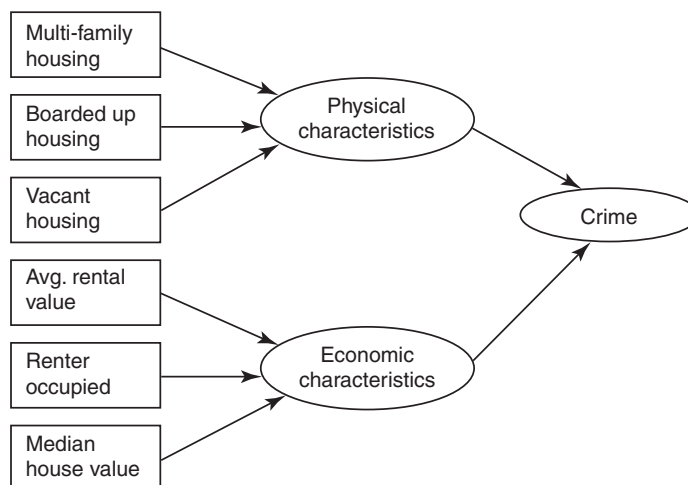 Multi-family
housing
Boarded up
housing
Vacant
housing
Avg. rental
value
Renter
occupied
Median
house value
Physical
characteristics
Economic
characteristics
Crime